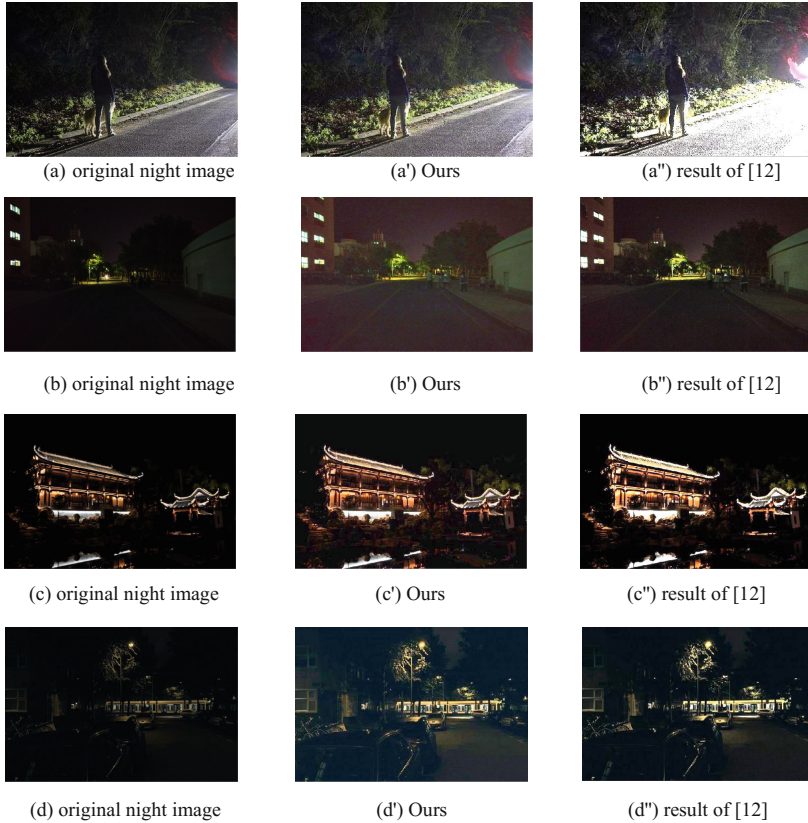 (a) original night image
(a') Ours
(a'') result of [12]
(b) original night image
(b') Ours
(b'') result of [12]
(c) original night image
(c') Ours
(c'') result of [12]
(d) original night image
(d') Ours
(d'') result of [12]